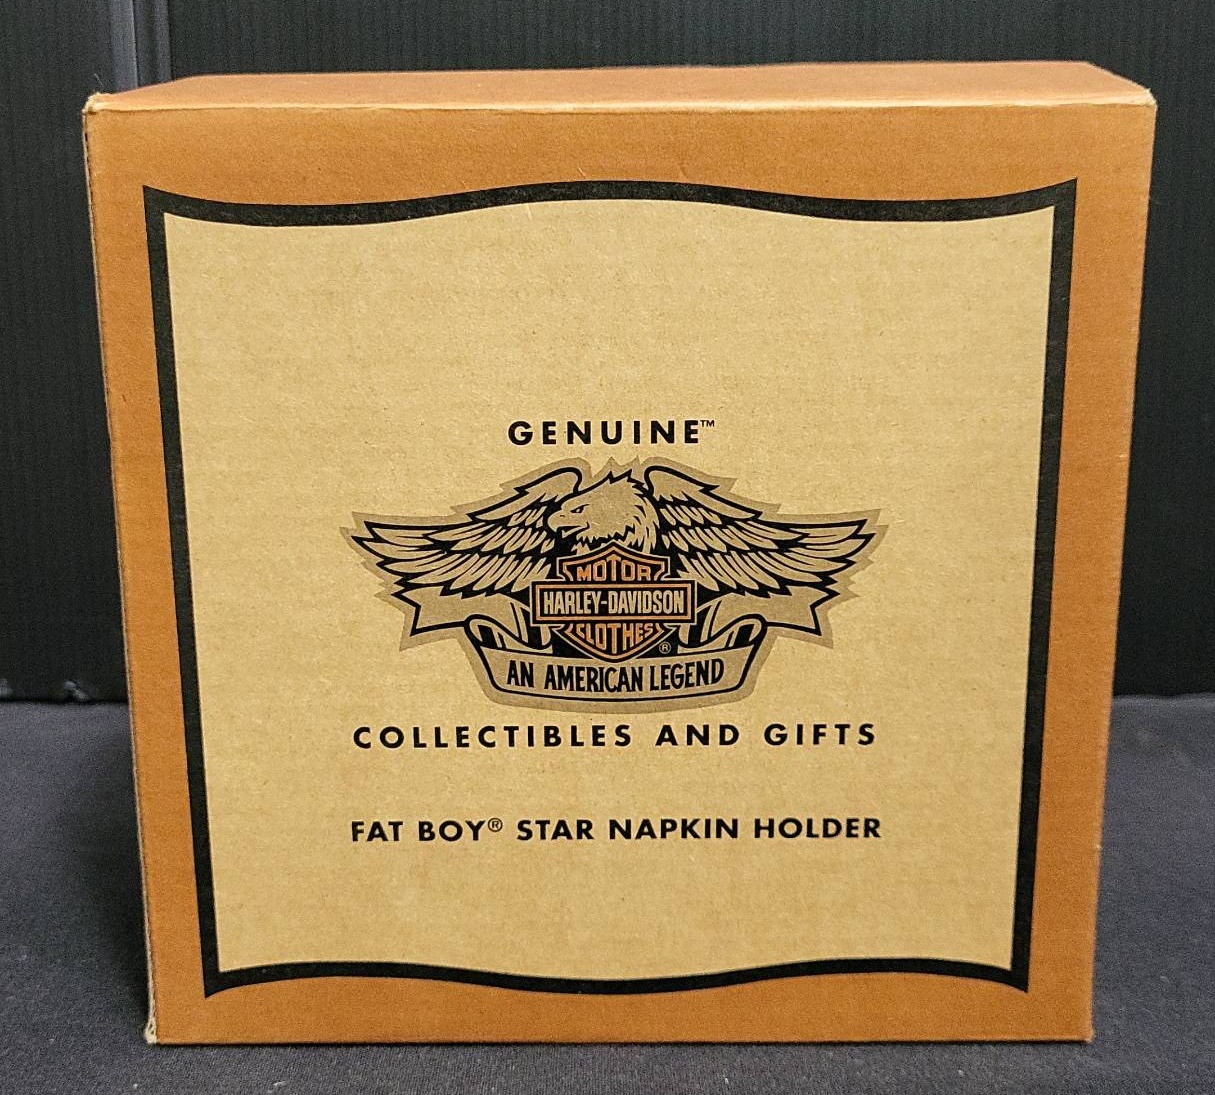 GENUINE™
MOTOR
HARLEY-DAVIDSON
CLOTHES®
AN AMERICAN LEGEND
COLLECTIBLES AND GIFTS
FAT BOY® STAR NAPKIN HOLDER